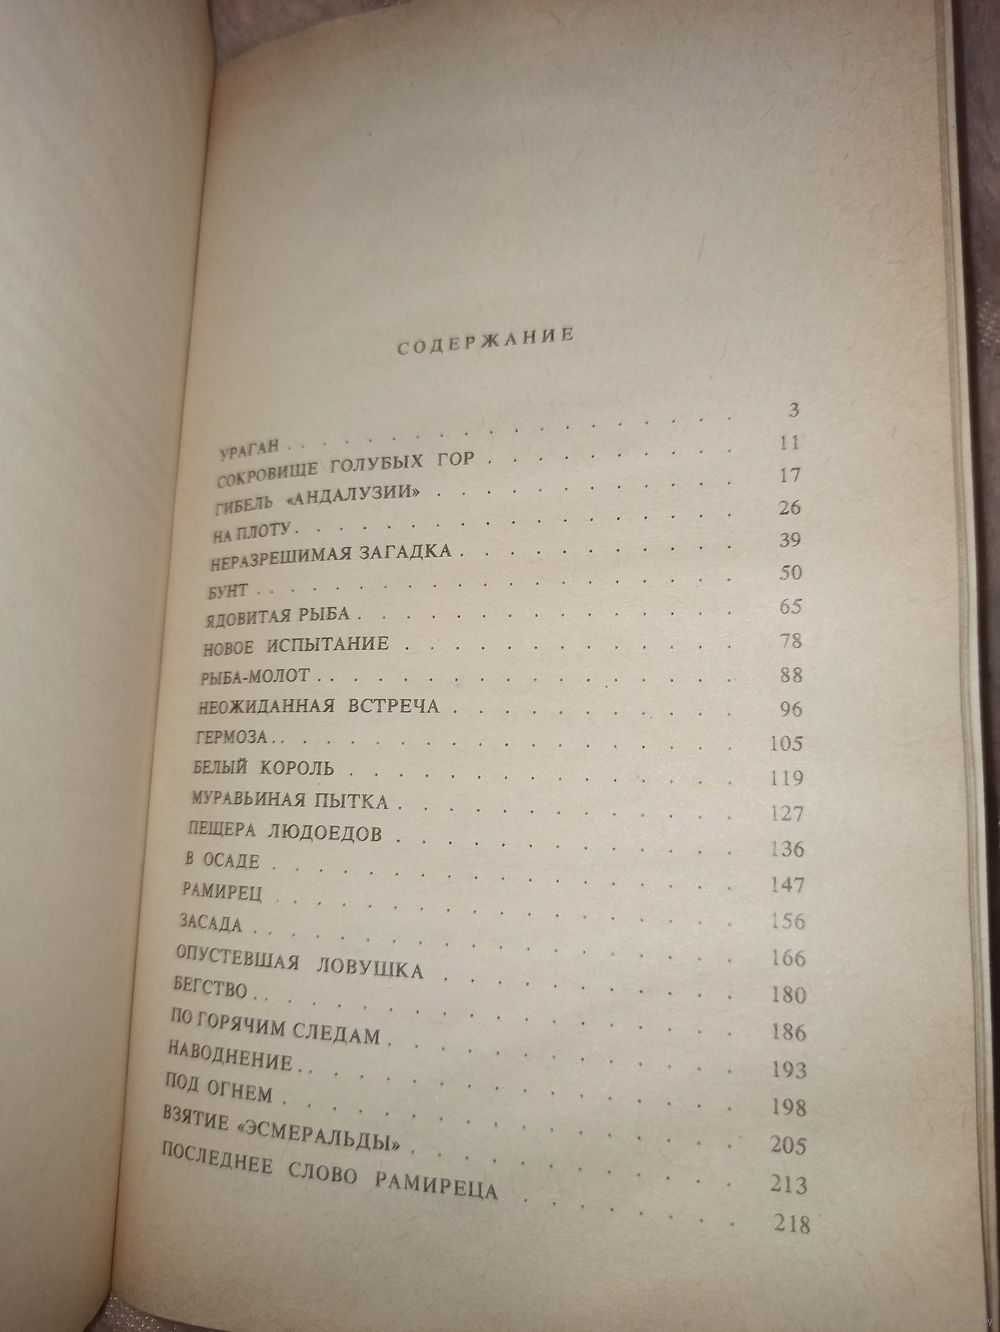 СОДЕРЖАНИЕ
УРАГАН . . . . . . . . . . . . . . . . . . 3
СОКРОВИЩЕ ГОЛУБЫХ ГОР . . . . . . . . . . 11
ГИБЕЛЬ «АНДАЛУЗИИ» . . . . . . . . . . . . 17
НА ПЛОТУ . . . . . . . . . . . . . . . . . 26
НЕРАЗРЕШИМАЯ ЗАГАДКА . . . . . . . . . . . 39
БУНТ . . . . . . . . . . . . . . . . . . . 50
ЯДОВИТАЯ РЫБА . . . . . . . . . . . . . . 65
НОВОЕ ИСПЫТАНИЕ . . . . . . . . . . . . . 78
РЫБА-МОЛОТ . . . . . . . . . . . . . . . . 88
НЕОЖИДАННАЯ ВСТРЕЧА . . . . . . . . . . . 96
ГЕРМОЗА . . . . . . . . . . . . . . . . . 105
БЕЛЫЙ КОРОЛЬ . . . . . . . . . . . . . . . 119
МУРАВЬИНАЯ ПЫТКА . . . . . . . . . . . . . 127
ПЕЩЕРА ЛЮДОЕДОВ . . . . . . . . . . . . . 136
В ОСАДЕ . . . . . . . . . . . . . . . . . 147
РАМИРЕЦ . . . . . . . . . . . . . . . . . 156
ЗАСАДА . . . . . . . . . . . . . . . . . . 166
ОПУСТЕВШАЯ ЛОВУШКА . . . . . . . . . . . . 180
БЕГСТВО . . . . . . . . . . . . . . . . . 186
ПО ГОРЯЧИМ СЛЕДАМ . . . . . . . . . . . . 193
НАВОДНЕНИЕ . . . . . . . . . . . . . . . . 198
ПОД ОГНЕМ . . . . . . . . . . . . . . . . 205
ВЗЯТИЕ «ЭСМЕРАЛЬДЫ» . . . . . . . . . . . 213
ПОСЛЕДНЕЕ СЛОВО РАМИРЕЦА . . . . . . . . . 218